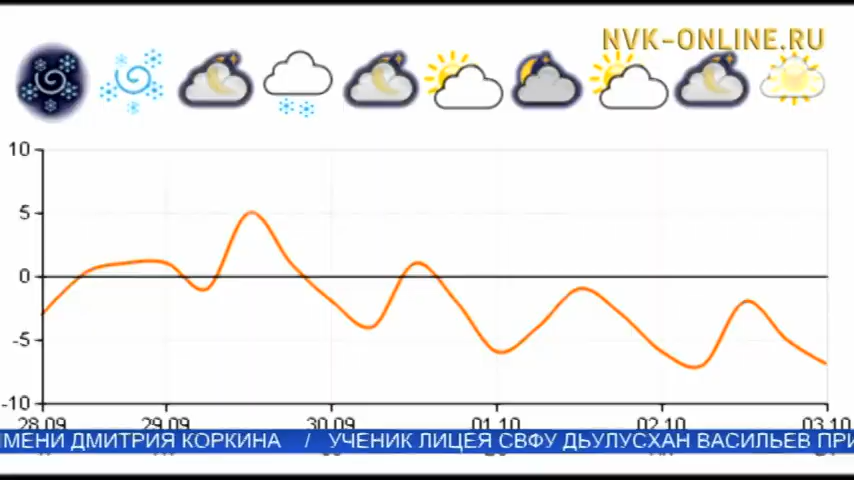 NVK-ONLINE.RU
10
5
0
-5
-10
28.09 29.09 30.09 01.10 02.10 03.10
ИМЕНИ ДМИТРИЯ КОРКИНА / УЧЕНИК ЛИЦЕЯ СВФУ ДЬУЛУСХАН ВАСИЛЬЕВ ПРИ